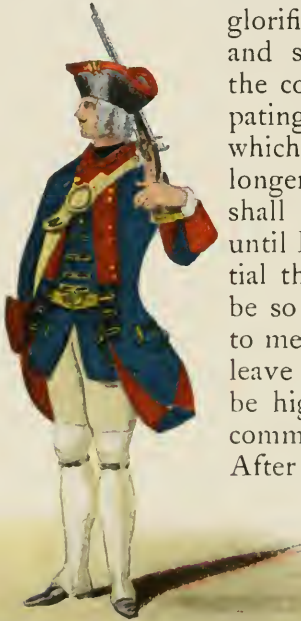 glorifi
and s
the co
pating
which
longer
shall
until l
tial th
be so
to me
leave
be hig
comm
After